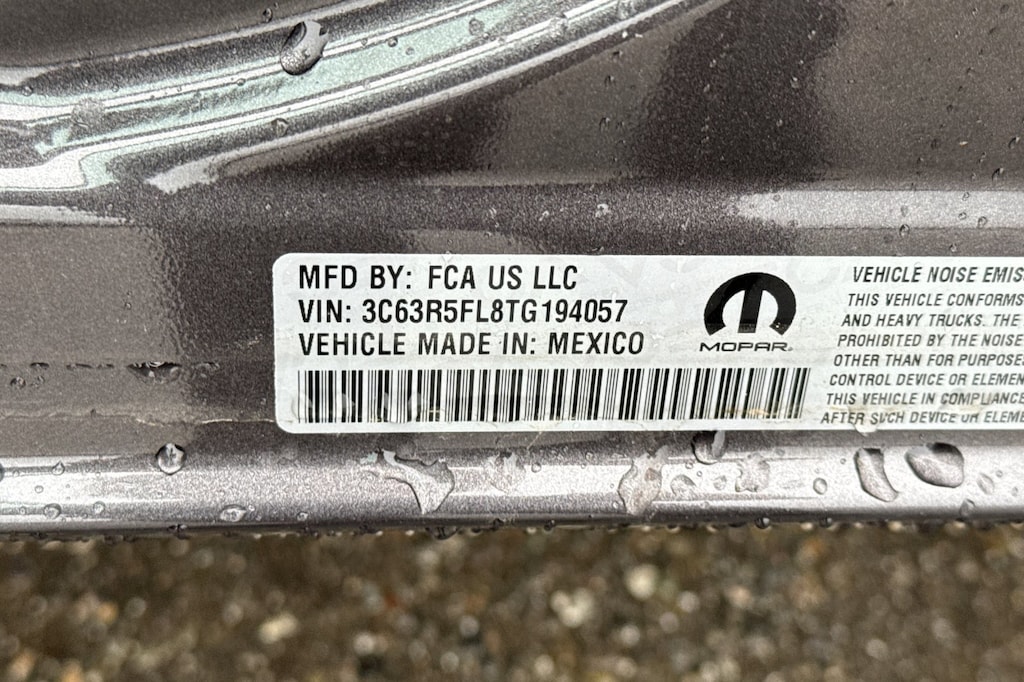 MFD BY: FCA US LLC
VIN: 3C63R5FL8TG194057
VEHICLE MADE IN: MEXICO
MOPAR
VEHICLE NOISE EMIS
THIS VEHICLE CONFORMS
AND HEAVY TRUCKS. THE
PROHIBITED BY THE NOISE
OTHER THAN FOR PURPOSE
CONTROL DEVICE OR ELEMEN
THIS VEHICLE IN COMPLIANCE
AFTER SUCH DEVICE OR ELEME